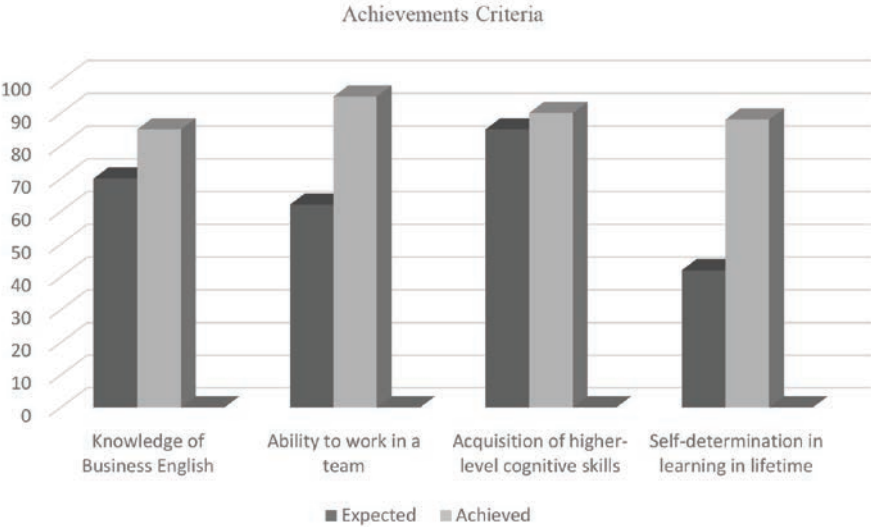 Achievements Criteria
100
90
80
70
60
50
40
30
20
10
0
Knowledge of
Business English
Ability to work in a
team
Acquisition of higher-
level cognitive skills
Self-determination in
learning in lifetime
Expected
Achieved